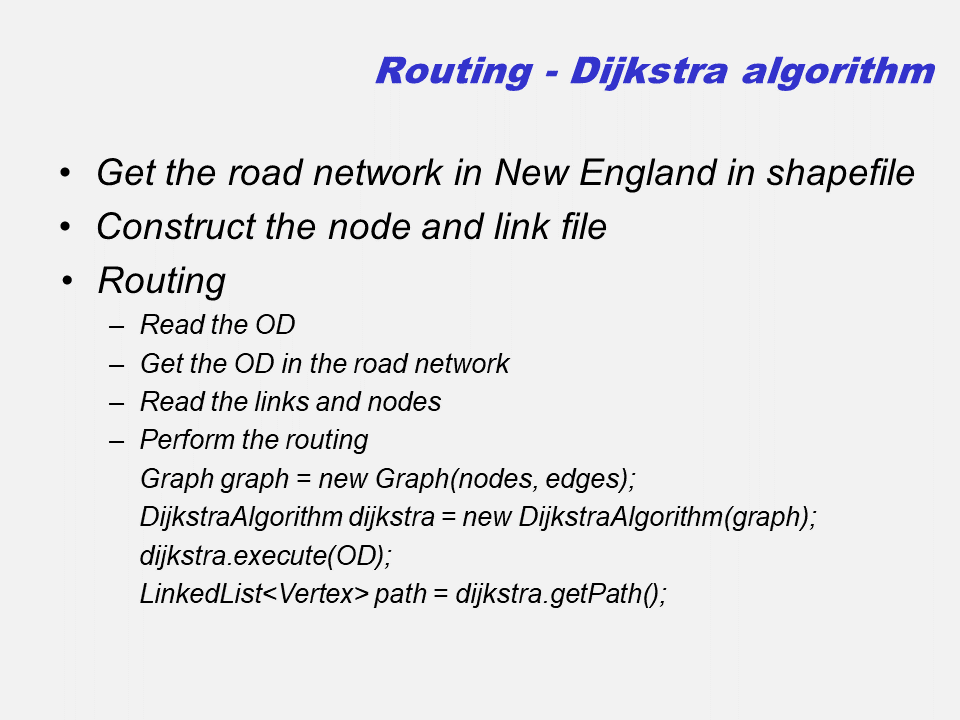 Routing - Dijkstra algorithm
• Get the road network in New England in shapefile
• Construct the node and link file
• Routing
– Read the OD
– Get the OD in the road network
– Read the links and nodes
– Perform the routing
Graph graph = new Graph(nodes, edges);
DijkstraAlgorithm dijkstra = new DijkstraAlgorithm(graph);
dijkstra.execute(OD);
LinkedList<Vertex> path = dijkstra.getPath();